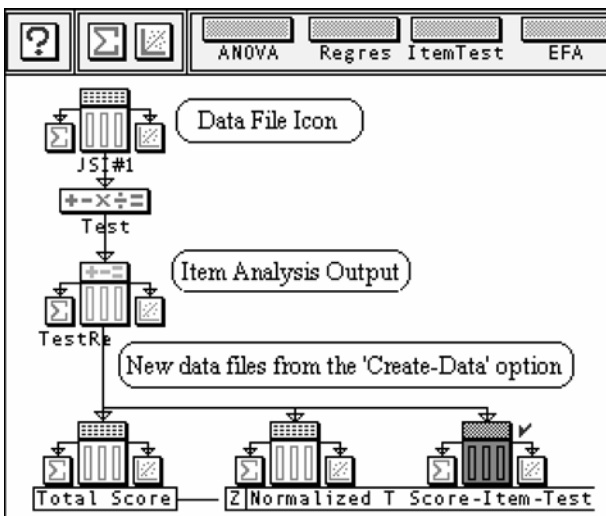 ?
Σ
ANOVA Regres ItemTest EFA
Σ
Data File Icon
JSI#1
+-×÷=
Test
+-=
Σ
Item Analysis Output
TestRe
New data files from the 'Create-Data' option
Σ Σ Σ
Total Score Z Normalized T Score-Item-Test